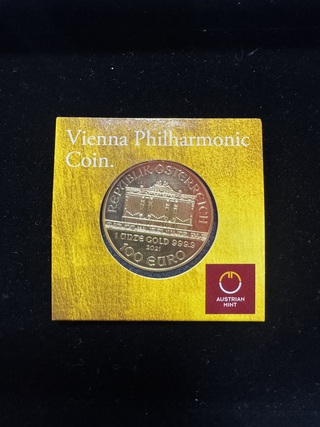 Vienna Philharmonic
Coin.
REPUBLIK ÖSTERREICH
1 UNZE GOLD 999.9
2021
100 EURO
AUSTRIAN
MINT